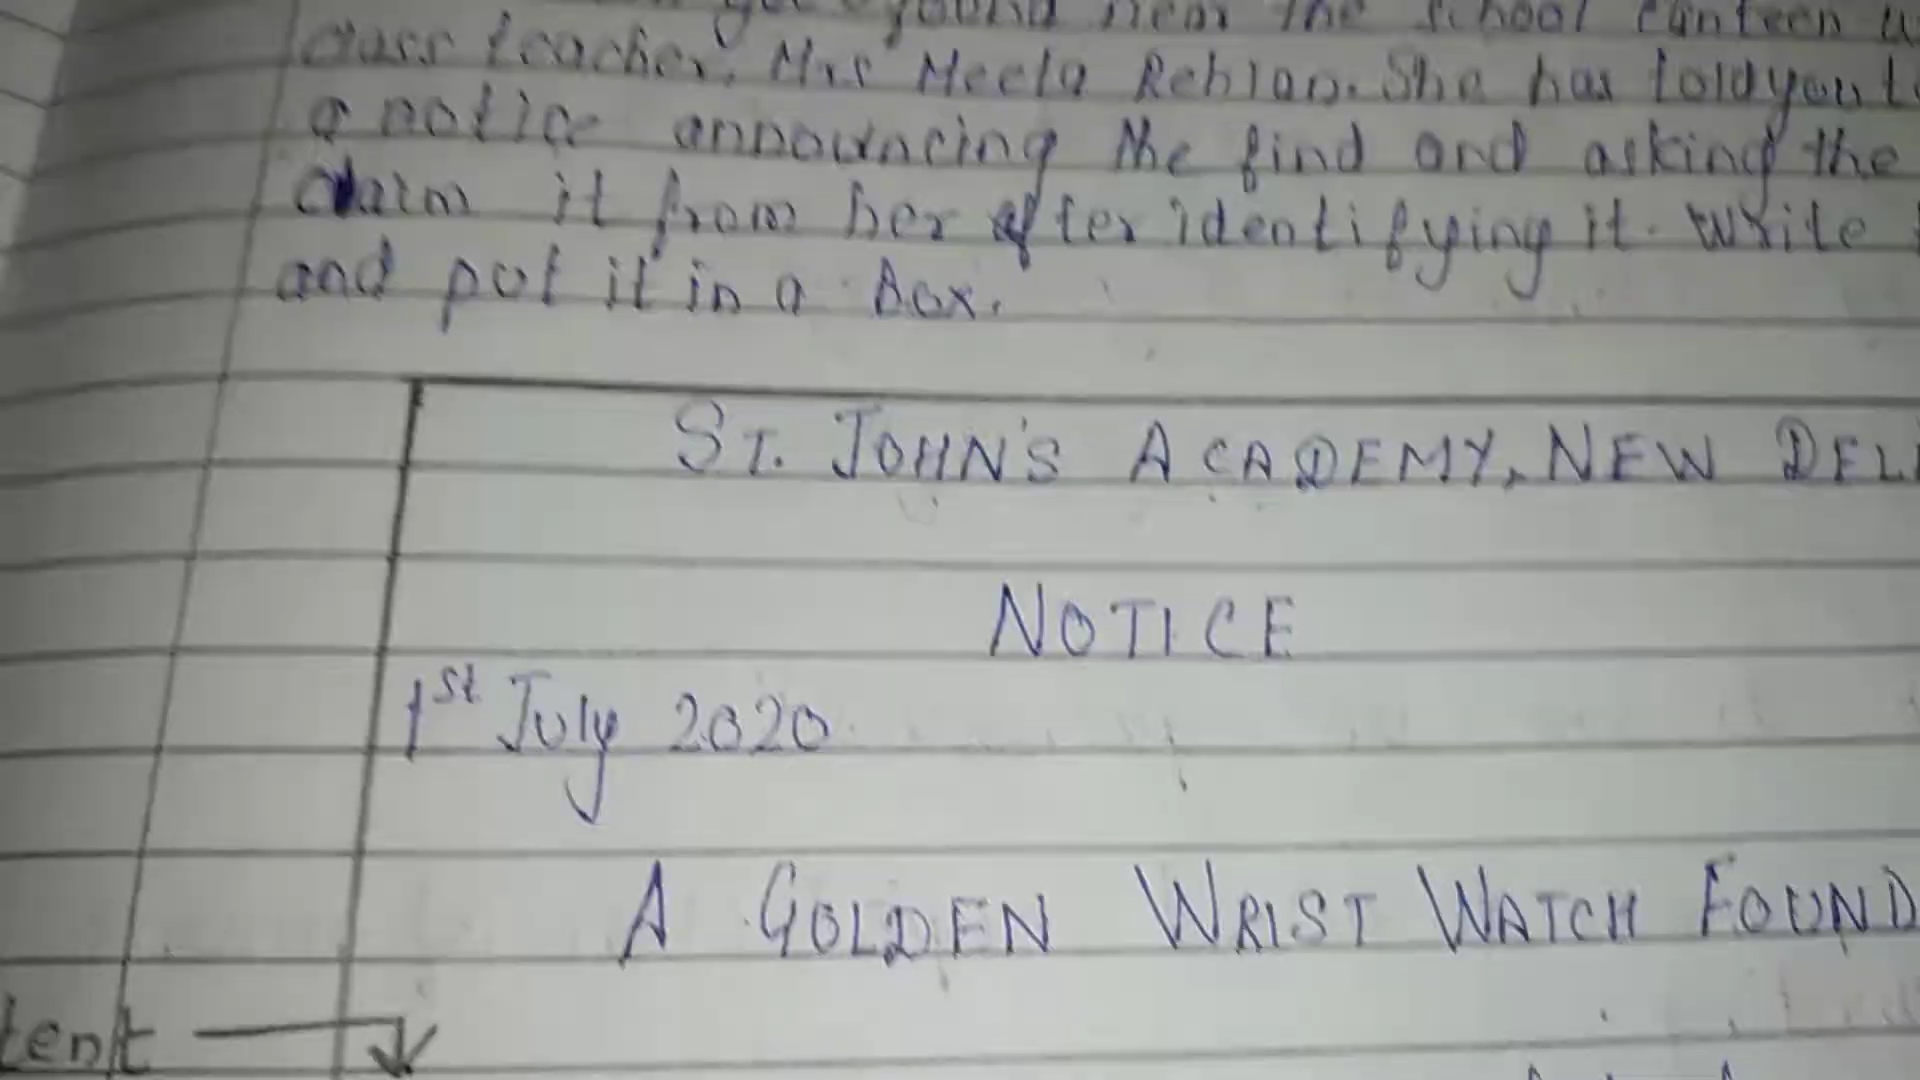 found near the school canteen
class teacher, Mrs Meela Rehlan. She has told you
a notice announcing the find and asking the
claim it from her after identifying it. Write
and put it in a box.
ST. JOHN'S ACADEMY, NEW
NOTICE
1st July 2020
A GOLDEN WRIST WATCH FOUND